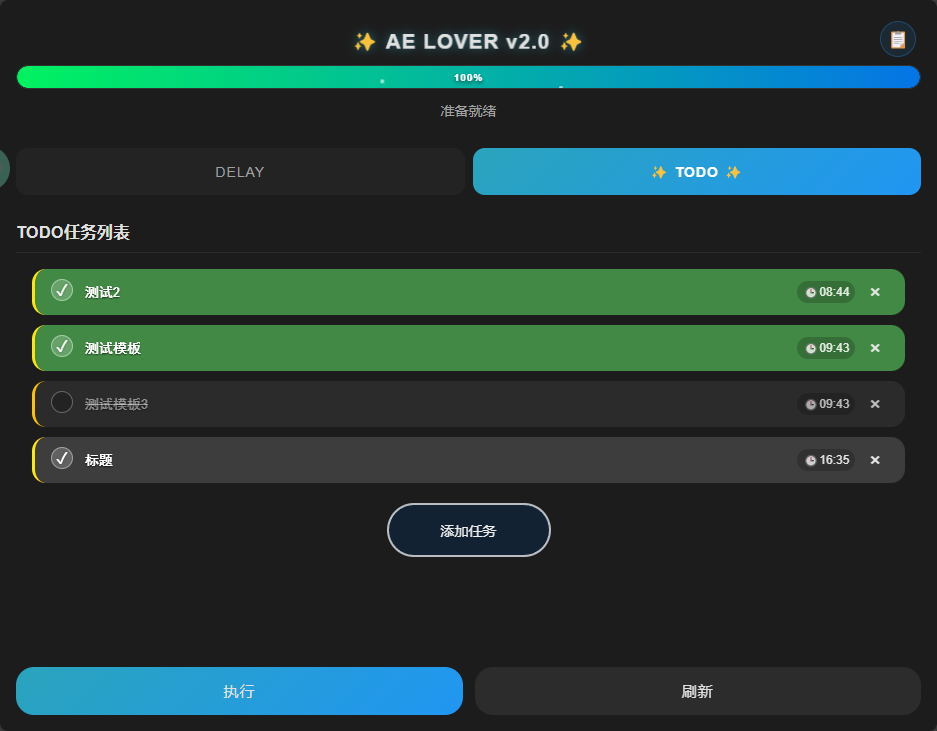 ✨ AE LOVER v2.0 ✨
100%
准备就绪
DELAY
✨ TODO ✨
TODO任务列表
测试2 08:44 ×
测试模板 09:43 ×
测试模板3 09:43 ×
标题 16:35 ×
添加任务
执行
刷新